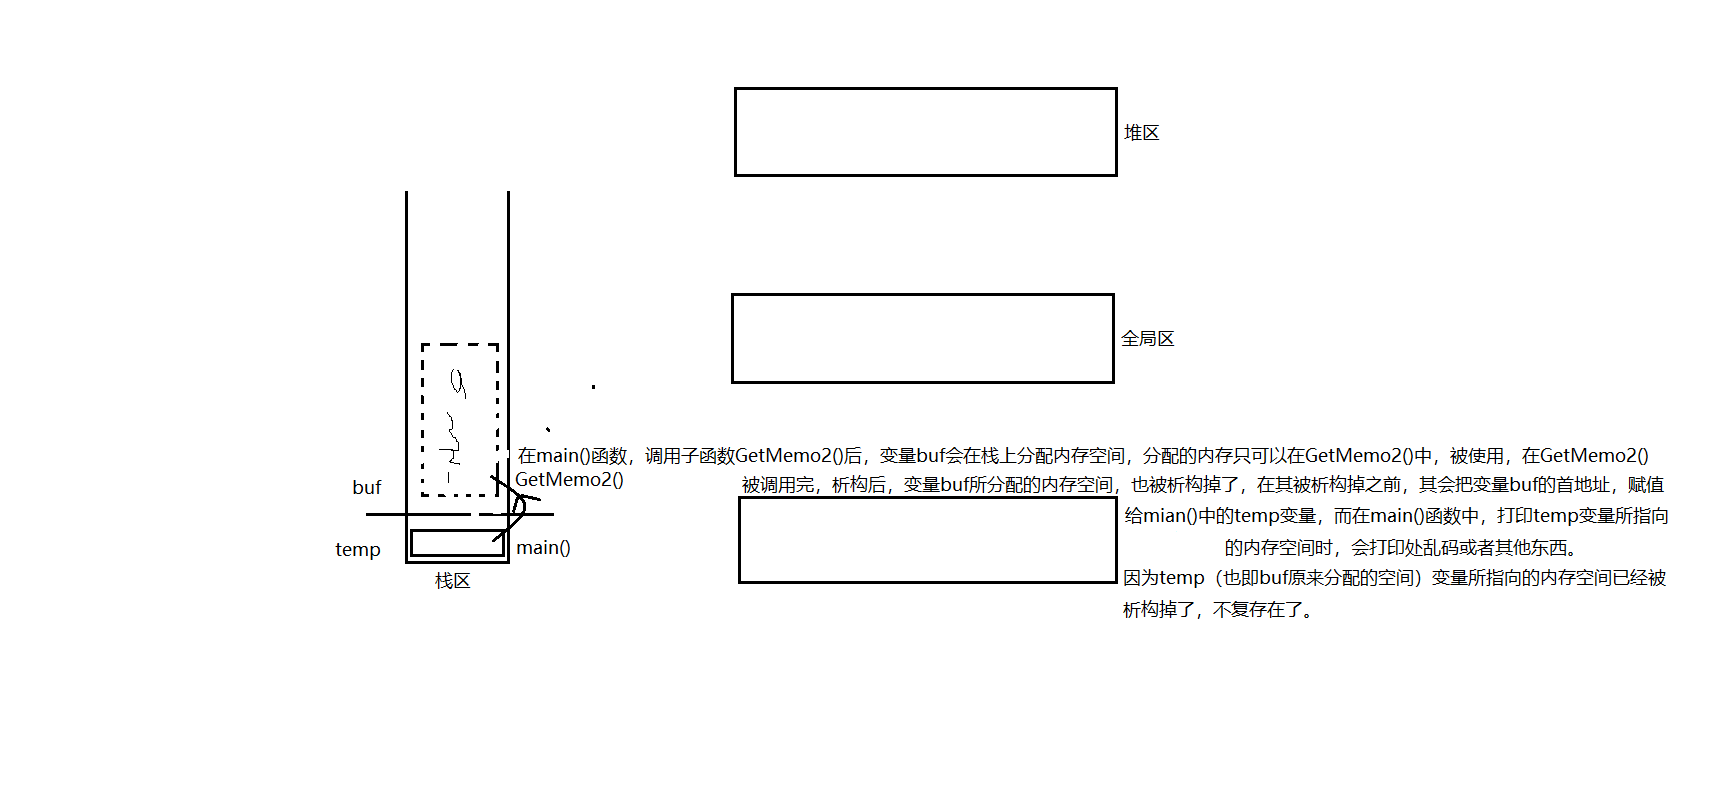 堆区
全局区
在main()函数，调用子函数GetMemo2()后，变量buf会在栈上分配内存空间，分配的内存只可以在GetMemo2()中，被使用，在GetMemo2()
GetMemo2()
被调用完，析构后，变量buf所分配的内存空间，也被析构掉了，在其被析构掉之前，其会把变量buf的首地址，赋值
buf
给mian()中的temp变量，而在main()函数中，打印temp变量所指向
temp
main()
的内存空间时，会打印处乱码或者其他东西。
栈区
因为temp（也即buf原来分配的空间）变量所指向的内存空间已经被
析构掉了，不复存在了。